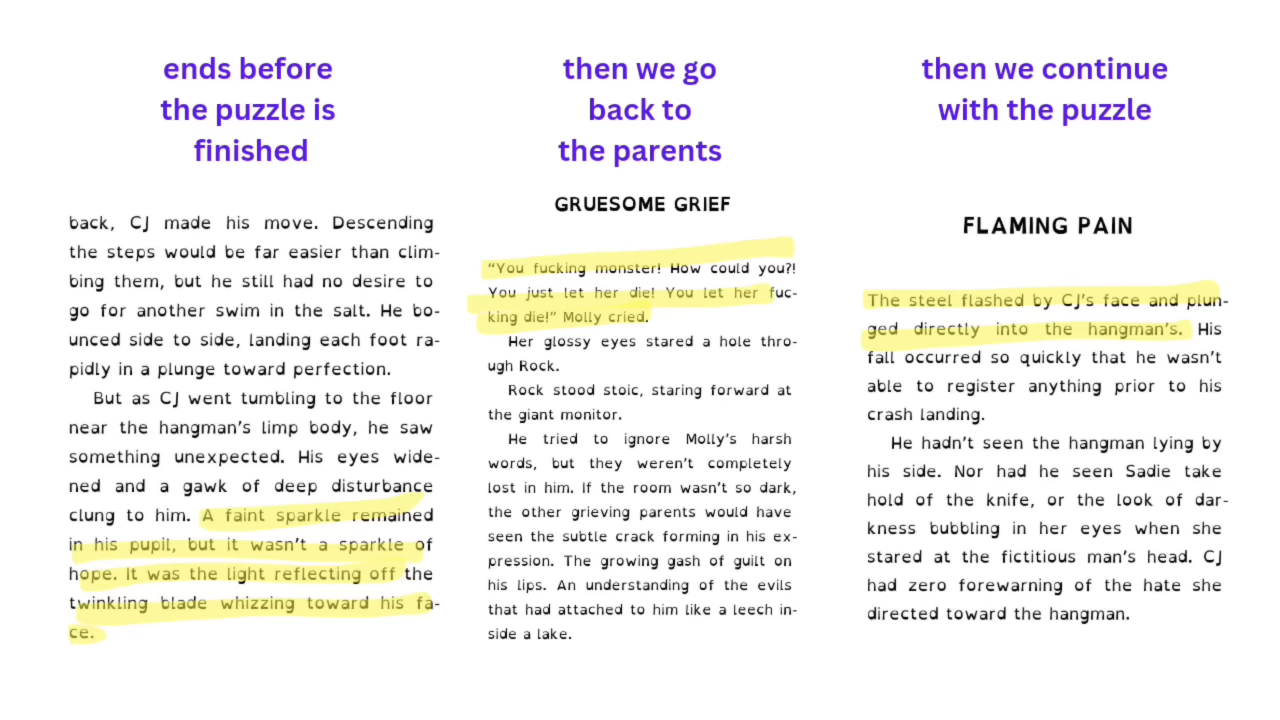 ends before
the puzzle is
finished
back, CJ made his move. Descending
the steps would be far easier than clim-
bing them, but he still had no desire to
go for another swim in the salt. He bo-
unced side to side, landing each foot ra-
pidly in a plunge toward perfection.
But as CJ went tumbling to the floor
near the hangman's limp body, he saw
something unexpected. His eyes wide-
ned and a gawk of deep disturbance
clung to him. A faint sparkle remained
in his pupil, but it wasn't a sparkle of
hope. It was the light reflecting off the
twinkling blade whizzing toward his fa-
ce.
then we go
back to
the parents
GRUESOME GRIEF
"You fucking monster! How could you?!
You just let her die! You let her fuc-
king die!" Molly cried.
Her glossy eyes stared a hole thro-
ugh Rock.
Rock stood stoic, staring forward at
the giant monitor.
He tried to ignore Molly's harsh
words, but they weren't completely
lost in him. If the room wasn't so dark,
the other grieving parents would have
seen the subtle crack forming in his ex-
pression. The growing gash of guilt on
his lips. An understanding of the evils
that had attached to him like a leech in-
side a lake.
then we continue
with the puzzle
FLAMING PAIN
The steel flashed by CJ's face and plun-
ged directly into the hangman's. His
fall occurred so quickly that he wasn't
able to register anything prior to his
crash landing.
He hadn't seen the hangman lying by
his side. Nor had he seen Sadie take
hold of the knife, or the look of dar-
kness bubbling in her eyes when she
stared at the fictitious man's head. CJ
had zero forewarning of the hate she
directed toward the hangman.